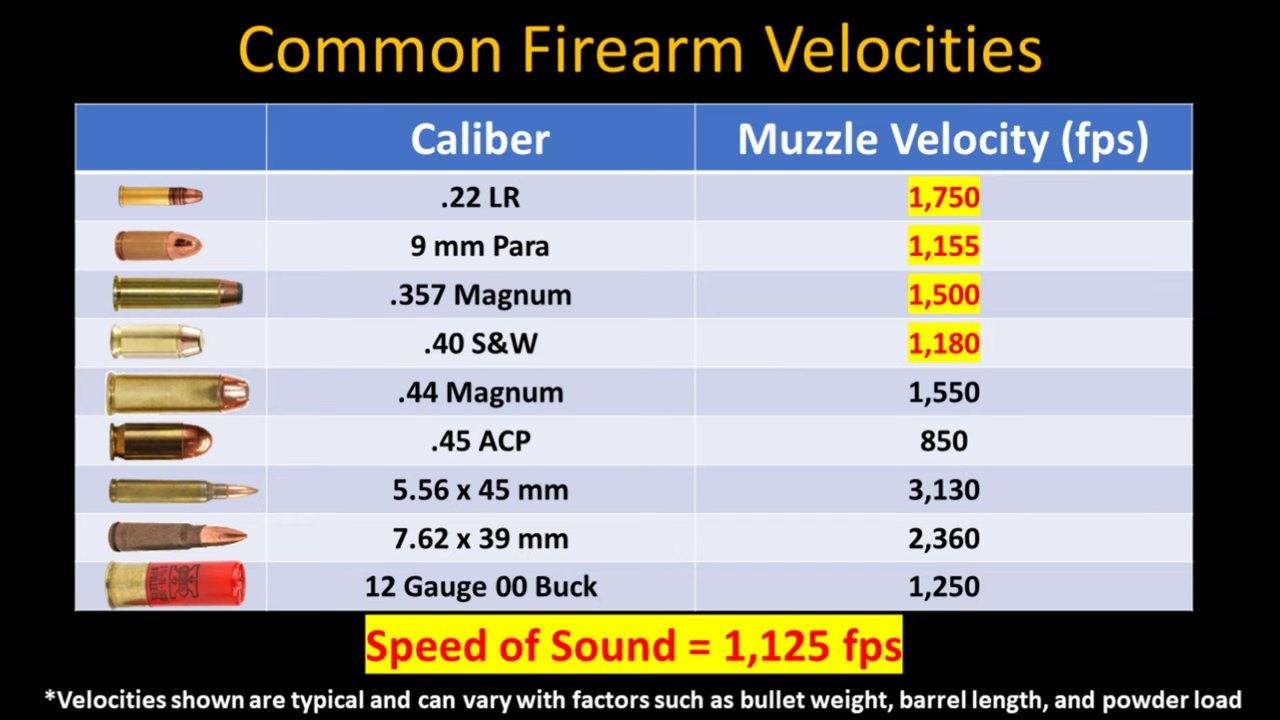 Common Firearm Velocities
Caliber Muzzle Velocity (fps)
.22 LR 1,750
9 mm Para 1,155
.357 Magnum 1,500
.40 S&W 1,180
.44 Magnum 1,550
.45 ACP 850
5.56 x 45 mm 3,130
7.62 x 39 mm 2,360
12 Gauge 00 Buck 1,250
Speed of Sound = 1,125 fps
*Velocities shown are typical and can vary with factors such as bullet weight, barrel length, and powder load